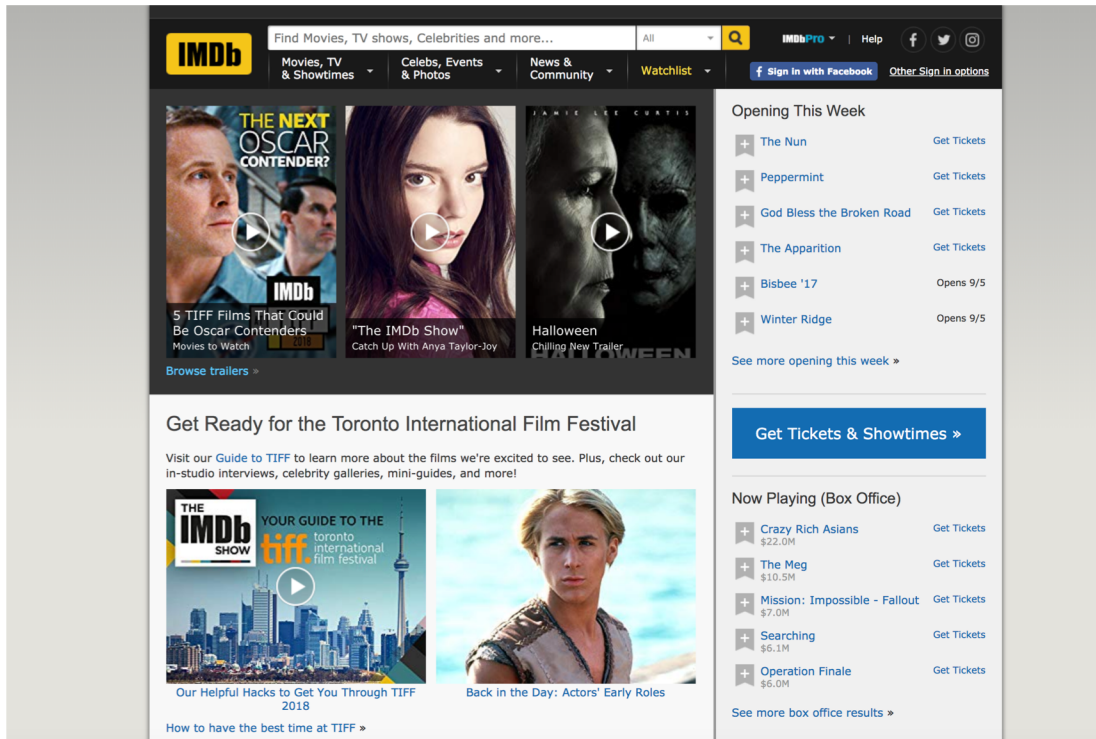 IMDb
Find Movies, TV shows, Celebrities and more...
All
IMDbPro
|
Help
Movies, TV
& Showtimes
Celebs, Events
& Photos
News &
Community
Watchlist
f Sign in with Facebook
Other Sign in options
THE NEXT
OSCAR
CONTENDER?
IMDb
2018
5 TIFF Films That Could
Be Oscar Contenders
Movies to Watch
"The IMDb Show"
Catch Up With Anya Taylor-Joy
JAMIE LEE CURTIS
Halloween
Chilling New Trailer
HALLOWEEN
Browse trailers »
Get Ready for the Toronto International Film Festival
Visit our Guide to TIFF to learn more about the films we're excited to see. Plus, check out our
in-studio interviews, celebrity galleries, mini-guides, and more!
THE
IMDb
SHOW
YOUR GUIDE TO THE
tiff.
toronto
international
film festival
Our Helpful Hacks to Get You Through TIFF
2018
Back in the Day: Actors' Early Roles
How to have the best time at TIFF »
Opening This Week
The Nun Get Tickets
Peppermint Get Tickets
God Bless the Broken Road Get Tickets
The Apparition Get Tickets
Bisbee '17 Opens 9/5
Winter Ridge Opens 9/5
See more opening this week »
Get Tickets & Showtimes »
Now Playing (Box Office)
Crazy Rich Asians Get Tickets
$22.0M
The Meg Get Tickets
$10.5M
Mission: Impossible - Fallout Get Tickets
$7.0M
Searching Get Tickets
$6.1M
Operation Finale Get Tickets
$6.0M
See more box office results »